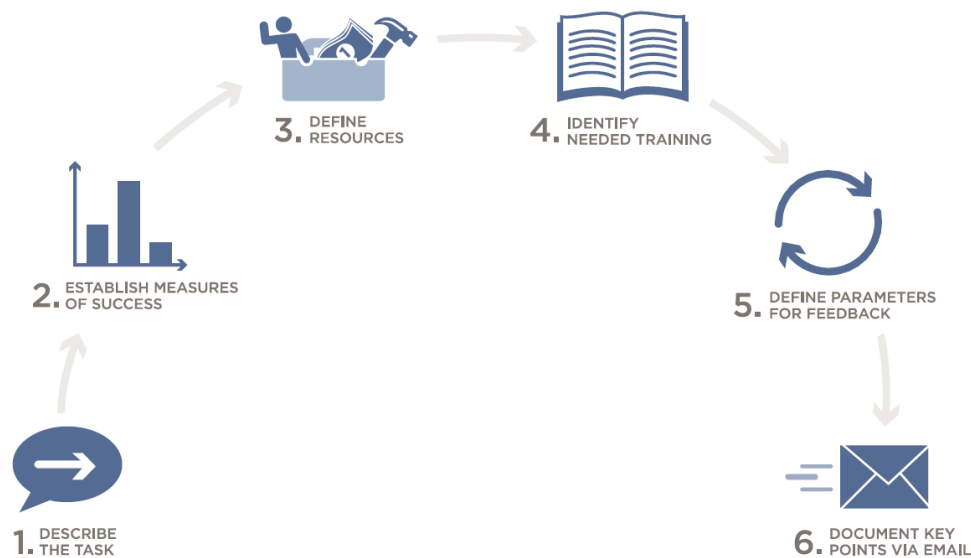 1. DESCRIBE
THE TASK
2. ESTABLISH MEASURES
OF SUCCESS
3. DEFINE
RESOURCES
1
4. IDENTIFY
NEEDED TRAINING
5. DEFINE PARAMETERS
FOR FEEDBACK
6. DOCUMENT KEY
POINTS VIA EMAIL